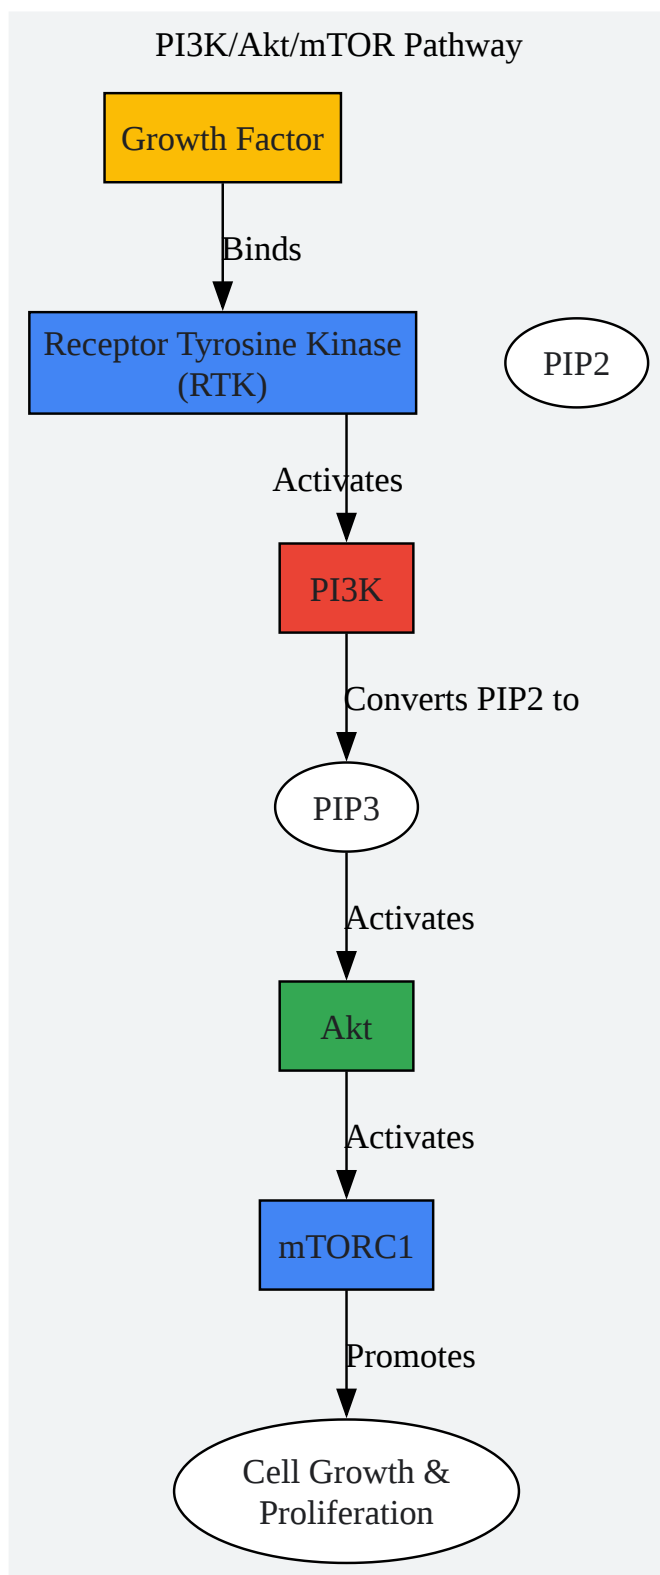 PI3K/Akt/mTOR Pathway
Growth Factor
Binds
Receptor Tyrosine Kinase
(RTK)
PIP2
Activates
PI3K
Converts PIP2 to
PIP3
Activates
Akt
Activates
mTORC1
Promotes
Cell Growth &
Proliferation